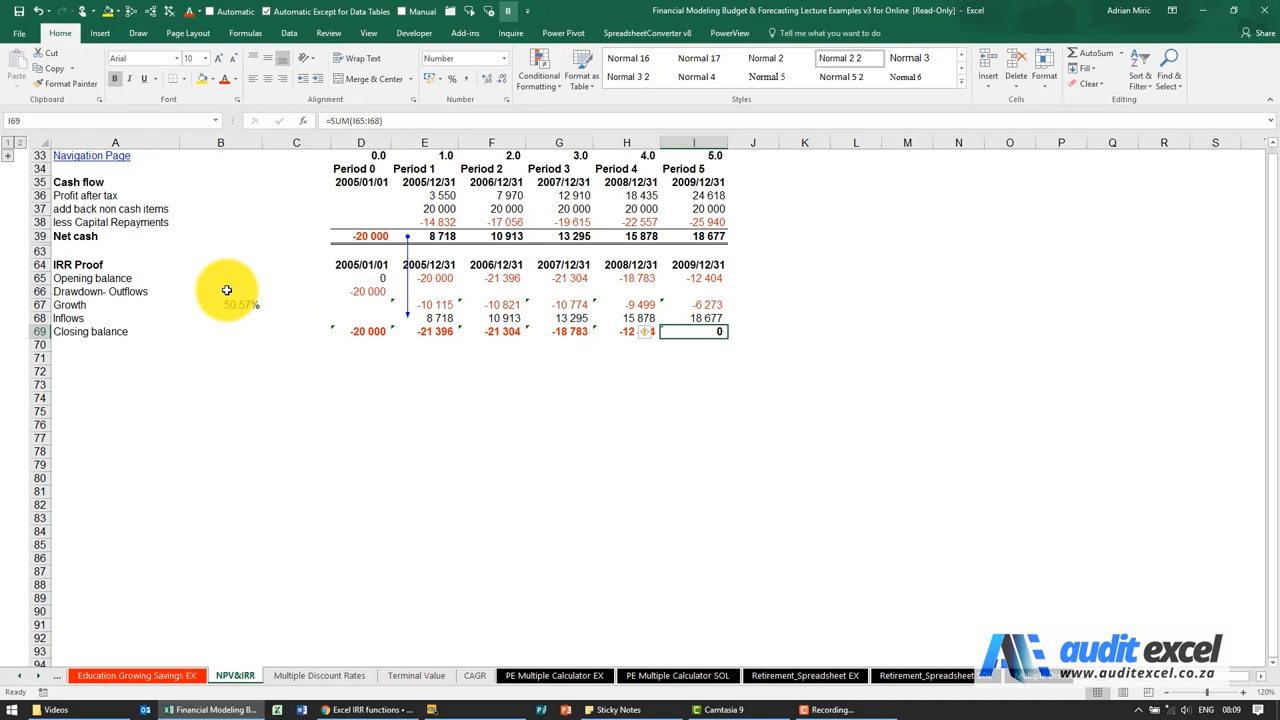 Automatic
Automatic Except for Data Tables
Manual
Financial Modeling Budget & Forecasting Lecture Examples v3 for Online [Read-Only] - Excel
Adrian Miric
File
Home
Insert
Draw
Page Layout
Formulas
Data
Review
View
Developer
Add-ins
Inquire
Power Pivot
SpreadsheetConverter v8
PowerView
Tell me what you want to do
Share
Paste
Cut
Copy
Format Painter
Clipboard
Arial
10
Font
Wrap Text
Merge & Center
Alignment
Number
Number
Conditional Formatting
Format as Table
Normal 16
Normal 17
Normal 2
Normal 2 2
Normal 3
Normal 3 2
Normal 4
Normal 5
Normal 5 2
Normal 6
Styles
Insert
Delete
Format
Cells
AutoSum
Fill
Clear
Sort & Filter
Find & Select
Editing
I69
=SUM(I65:I68)
1 2
A B C D E F G H I J K L M N O P Q R S
33 Navigation Page 0.0 1.0 2.0 3.0 4.0 5.0
34 Period 0 Period 1 Period 2 Period 3 Period 4 Period 5
35 Cash flow 2005/01/01 2005/12/31 2006/12/31 2007/12/31 2008/12/31 2009/12/31
36 Profit after tax 3 550 7 970 12 910 18 435 24 618
37 add back non cash items 20 000 20 000 20 000 20 000 20 000
38 less Capital Repayments -14 832 -17 056 -19 615 -22 557 -25 940
39 Net cash -20 000 8 718 10 913 13 295 15 878 18 677
63
64 IRR Proof 2005/01/01 2005/12/31 2006/12/31 2007/12/31 2008/12/31 2009/12/31
65 Opening balance 0 -20 000 -21 396 -21 304 -18 783 -12 404
66 Drawdown- Outflows -20 000
67 Growth 50.57% -10 115 -10 821 -10 774 -9 499 -6 273
68 Inflows 8 718 10 913 13 295 15 878 18 677
69 Closing balance -20 000 -21 396 -21 304 -18 783 -12 4 0
70
71
72
73
74
75
76
77
78
79
80
81
82
83
84
85
86
87
88
89
90
91
92
93
94
audit excel
www.auditexcel.co.za
... Education Growing Savings EX
NPV&IRR
Multiple Discount Rates
Terminal Value
CAGR
PE Multiple Calculator EX
PE Multiple Calculator SOL
Retirement_Spreadsheet EX
Retirement_Spreadsheet
Ready
120%
Videos
Financial Modeling B...
Excel IRR functions - ...
Sticky Notes
Camtasia 9
Recording...
ENG
08:09